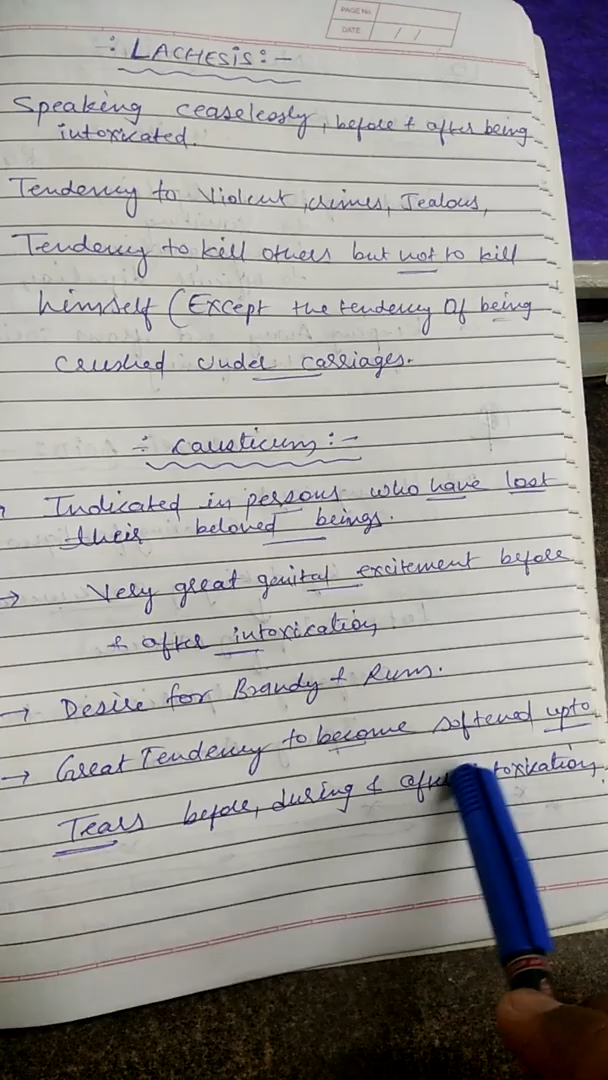 PAGE No.
DATE / /
÷ LACHESIS:-
Speaking ceaselessly, before & after being
intoxicated.
Tendency to violent crimes, Jealous,
Tendency to kill others but not to kill
himself (Except the tendency of being
crushed under carriages.
÷ Causticum:-
Indicated in persons who have lost
their beloved beings.
→ Very great genital excitement before
& after intoxication
→ Desire for Brandy & Rum.
→ Great Tendency to become softened upto
Tears before, during & after intoxication.